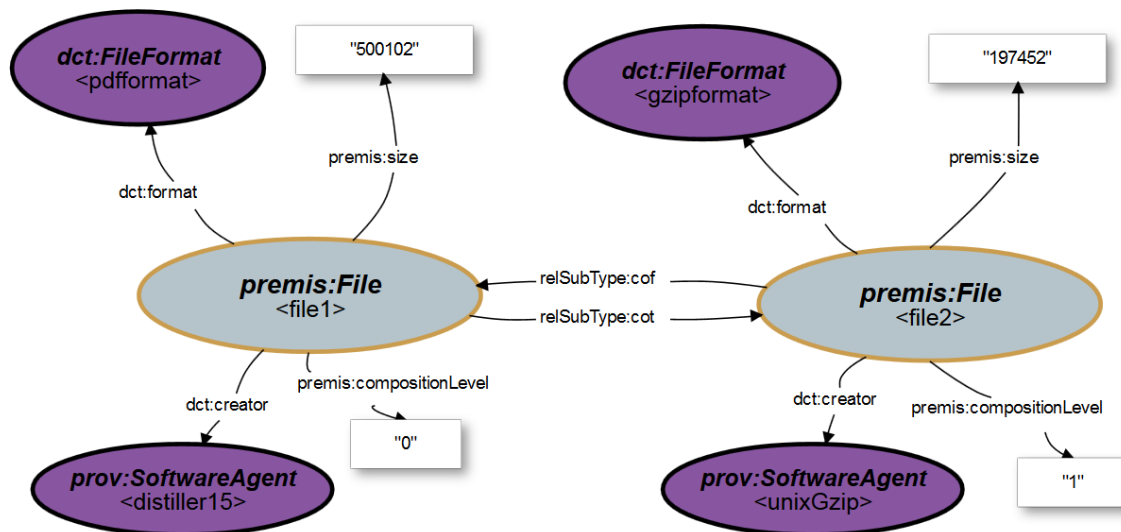 dct:FileFormat
<pdfformat>
"500102"
premis:size
dct:format
premis:File
<file1>
dct:creator
premis:compositionLevel
"0"
prov:SoftwareAgent
<distiller15>
relSubType:cof
relSubType:cot
dct:FileFormat
<gzipformat>
"197452"
premis:size
dct:format
premis:File
<file2>
dct:creator
premis:compositionLevel
"1"
prov:SoftwareAgent
<unixGzip>